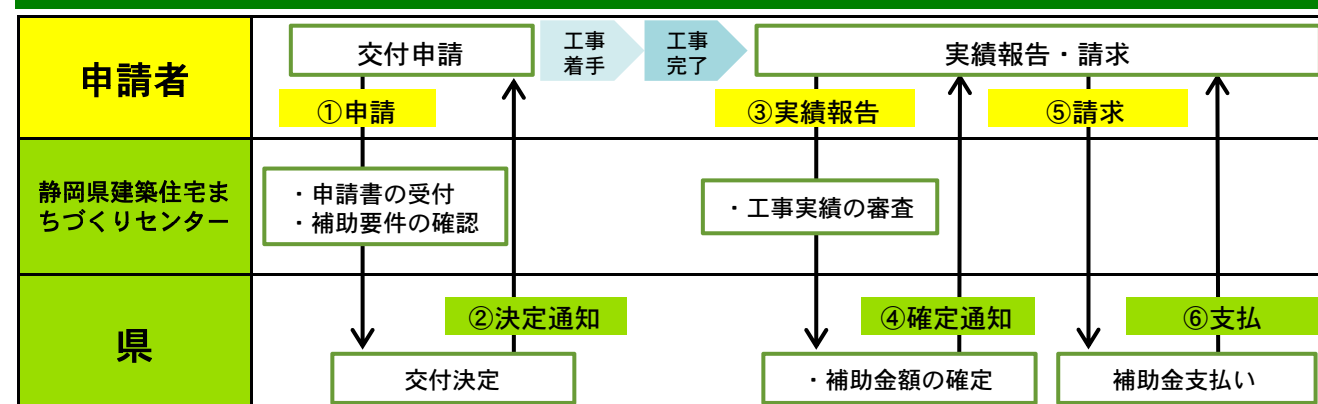 申請者
交付申請
工事
着手
工事
完了
実績報告・請求
①申請
③実績報告
⑤請求
静岡県建築住宅ま
ちづくりセンター
・申請書の受付
・補助要件の確認
・工事実績の審査
県
②決定通知
④確定通知
⑥支払
交付決定
・補助金額の確定
補助金支払い